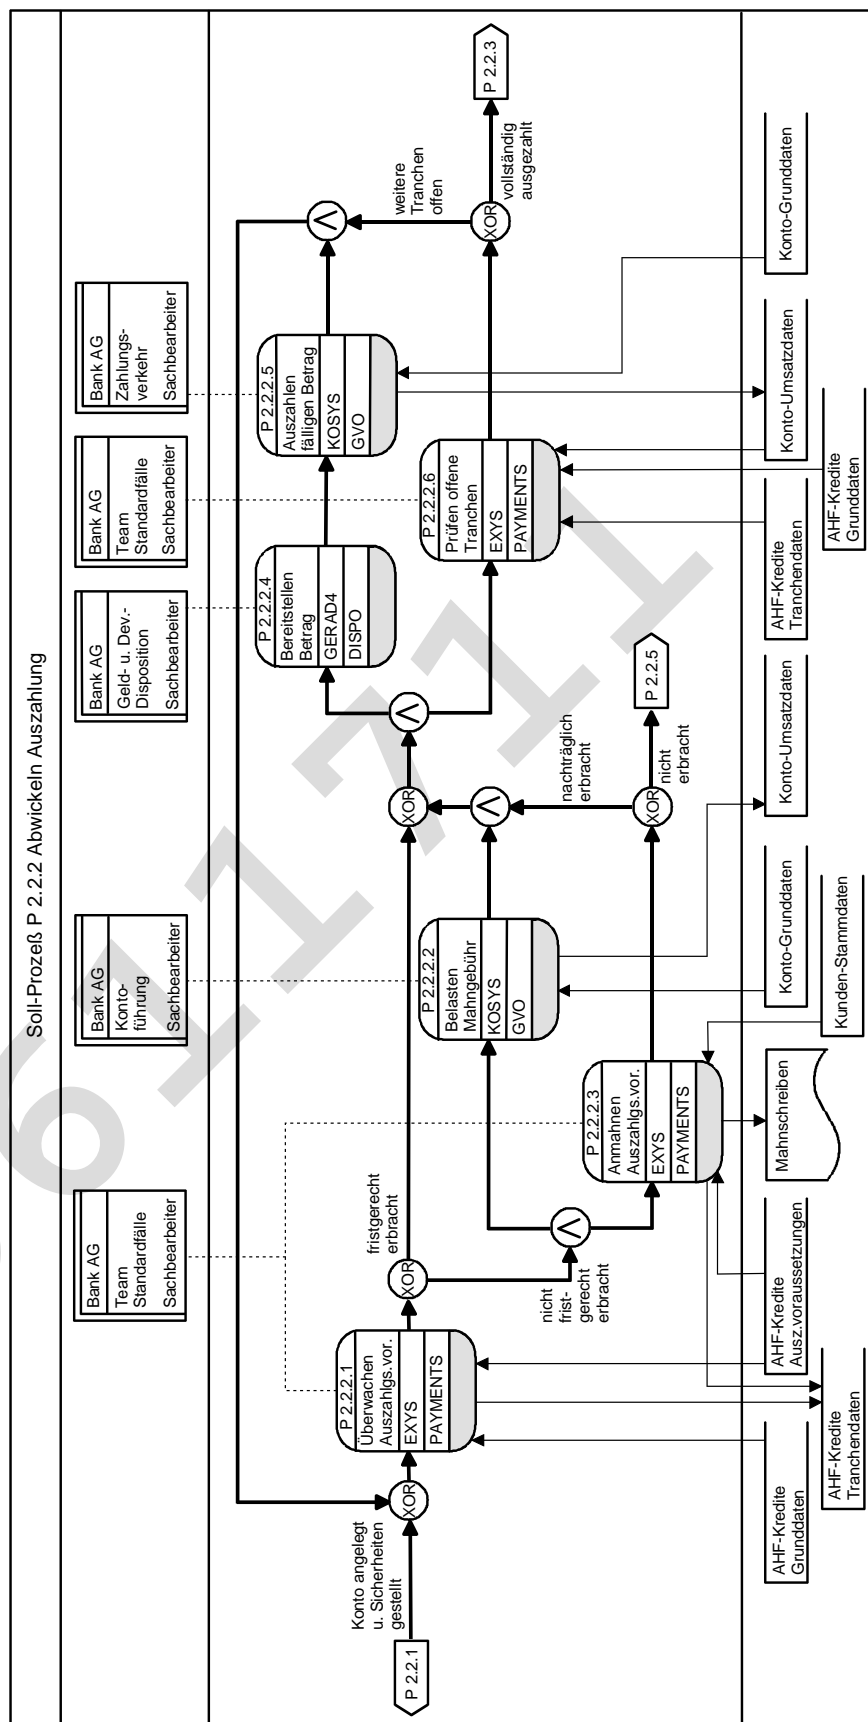 Soll-Prozeß P 2.2.2 Abwickeln Auszahlung
Bank AG
Team
Standardfälle
Sachbearbeiter
Bank AG
Konto-
führung
Sachbearbeiter
Bank AG
Geld- u. Dev.-
Disposition
Sachbearbeiter
Bank AG
Team
Standardfälle
Sachbearbeiter
Bank AG
Zahlungs-
verkehr
Sachbearbeiter
P 2.2.1
Konto angelegt
u. Sicherheiten
gestellt
XOR
P 2.2.2.1
Überwachen
Auszahlgs.vor.
EXYS
PAYMENTS
XOR
fristgerecht
erbracht
nicht
frist-
gerecht
erbracht
V
P 2.2.2.2
Belasten
Mahngebühr
KOSYS
GVO
P 2.2.2.3
Anmahnen
Auszahlgs.vor.
EXYS
PAYMENTS
XOR
V
XOR
nachträglich
erbracht
nicht
erbracht
P 2.2.5
V
P 2.2.2.4
Bereitstellen
Betrag
GERAD4
DISPO
P 2.2.2.6
Prüfen offene
Tranchen
EXYS
PAYMENTS
P 2.2.2.5
Auszahlen
fälligen Betrag
KOSYS
GVO
V
weitere
Tranchen
offen
XOR
vollständig
ausgezahlt
P 2.2.3
AHF-Kredite
Grunddaten
AHF-Kredite
Tranchendaten
AHF-Kredite
Ausz.voraussetzungen
Mahnschreiben
Kunden-Stammdaten
Konto-Grunddaten
Konto-Umsatzdaten
AHF-Kredite
Tranchendaten
AHF-Kredite
Grunddaten
Konto-Umsatzdaten
Konto-Grunddaten
611711